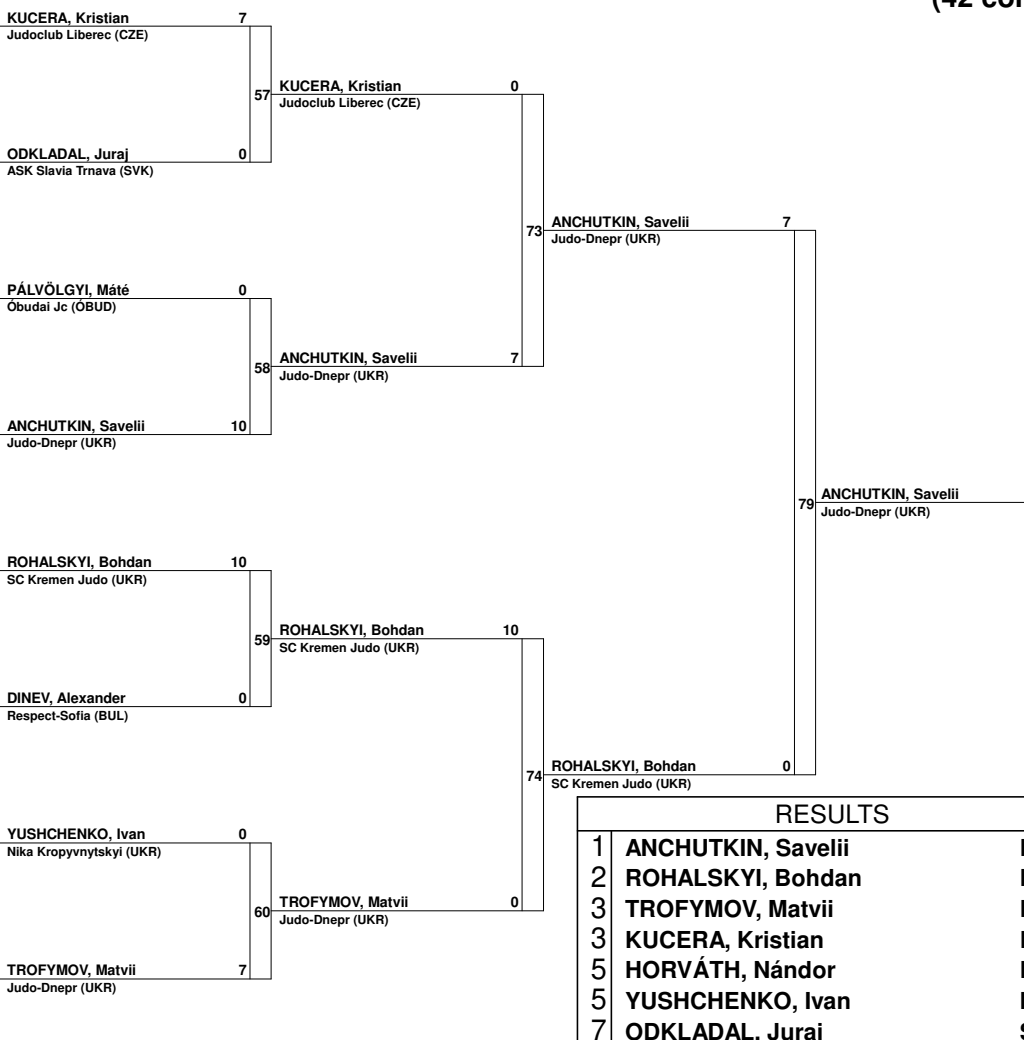 (42 co
KUCERA, Kristian 7
Judoclub Liberec (CZE)
57
KUCERA, Kristian 0
Judoclub Liberec (CZE)
ODKLADAL, Juraj 0
ASK Slavia Trnava (SVK)
73
ANCHUTKIN, Savelii 7
Judo-Dnepr (UKR)
PÁLVÖLGYI, Máté 0
Óbudai Jc (ÓBUD)
58
ANCHUTKIN, Savelii 7
Judo-Dnepr (UKR)
ANCHUTKIN, Savelii 10
Judo-Dnepr (UKR)
79
ANCHUTKIN, Savelii
Judo-Dnepr (UKR)
ROHALSKYI, Bohdan 10
SC Kremen Judo (UKR)
59
ROHALSKYI, Bohdan 10
SC Kremen Judo (UKR)
DINEV, Alexander 0
Respect-Sofia (BUL)
74
ROHALSKYI, Bohdan 0
SC Kremen Judo (UKR)
YUSHCHENKO, Ivan 0
Nika Kropyvnytskyi (UKR)
60
TROFYMOV, Matvii 0
Judo-Dnepr (UKR)
TROFYMOV, Matvii 7
Judo-Dnepr (UKR)
RESULTS
1 ANCHUTKIN, Savelii
2 ROHALSKYI, Bohdan
3 TROFYMOV, Matvii
3 KUCERA, Kristian
5 HORVÁTH, Nándor
5 YUSHCHENKO, Ivan
7 ODKLADAL, Juraj